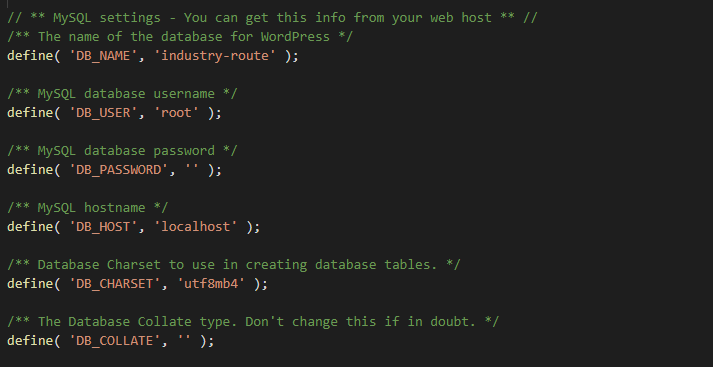 // ** MySQL settings - You can get this info from your web host ** //
/** The name of the database for WordPress */
define( 'DB_NAME', 'industry-route' );
/** MySQL database username */
define( 'DB_USER', 'root' );
/** MySQL database password */
define( 'DB_PASSWORD', '' );
/** MySQL hostname */
define( 'DB_HOST', 'localhost' );
/** Database Charset to use in creating database tables. */
define( 'DB_CHARSET', 'utf8mb4' );
/** The Database Collate type. Don't change this if in doubt. */
define( 'DB_COLLATE', '' );